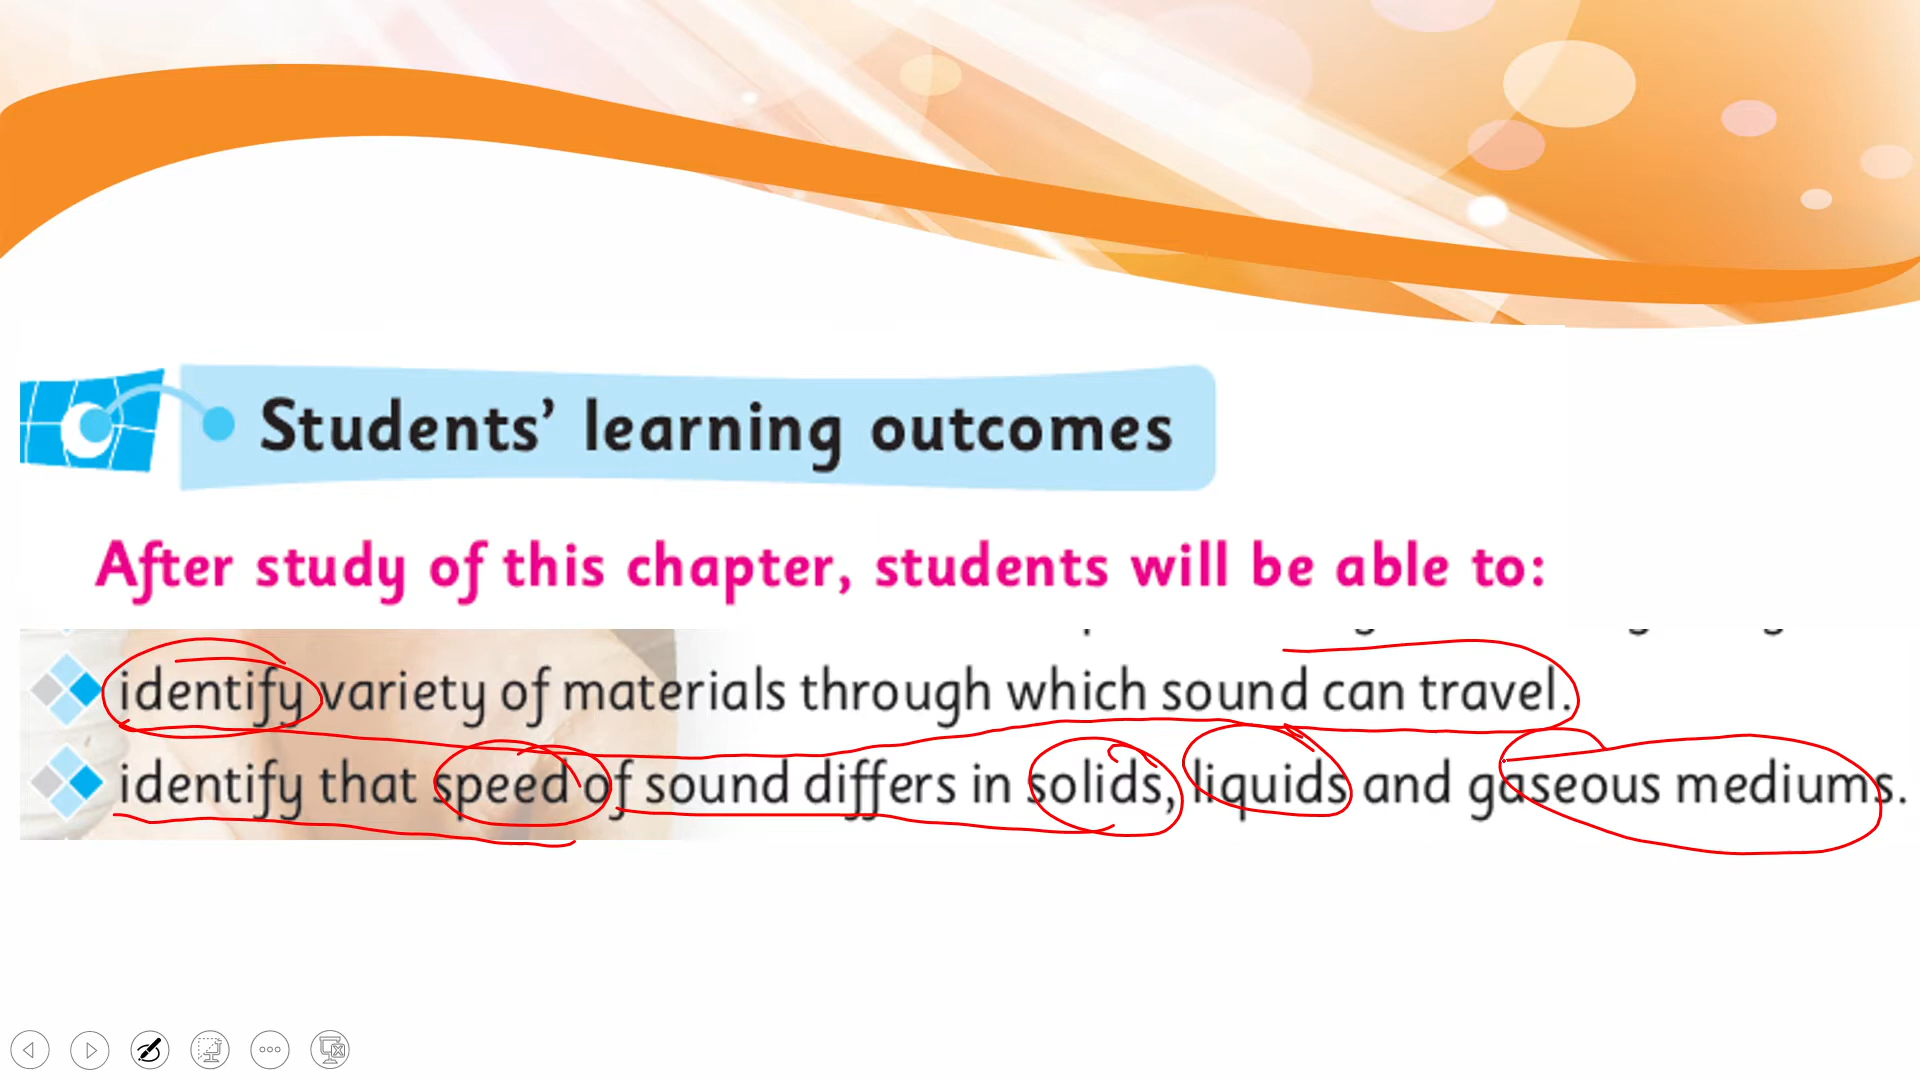 Students' learning outcomes
After study of this chapter, students will be able to:
identify variety of materials through which sound can travel.
identify that speed of sound differs in solids, liquids and gaseous mediums.